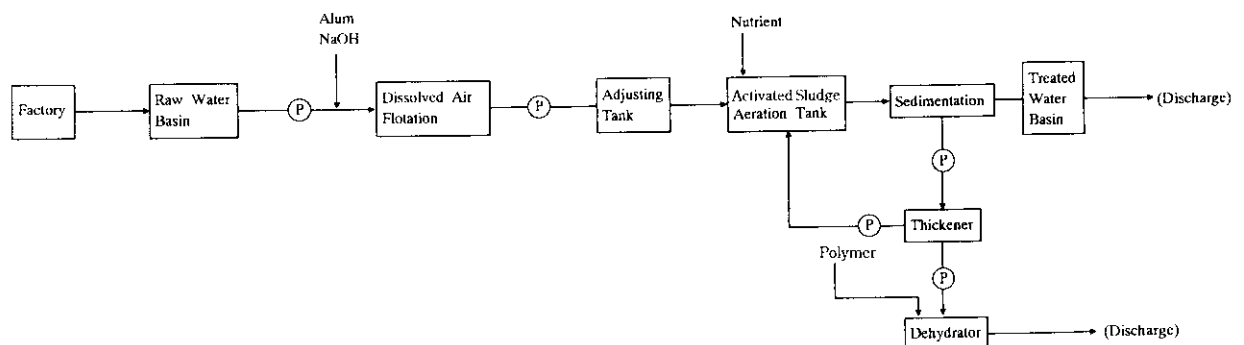 Alum
NaOH
Nutrient
Factory
Raw Water
Basin
P
Dissolved Air
Flotation
P
Adjusting
Tank
Activated Sludge
Aeration Tank
Sedimentation
Treated
Water
Basin
(Discharge)
P
P
Thickener
Polymer
P
Dehydrator
(Discharge)